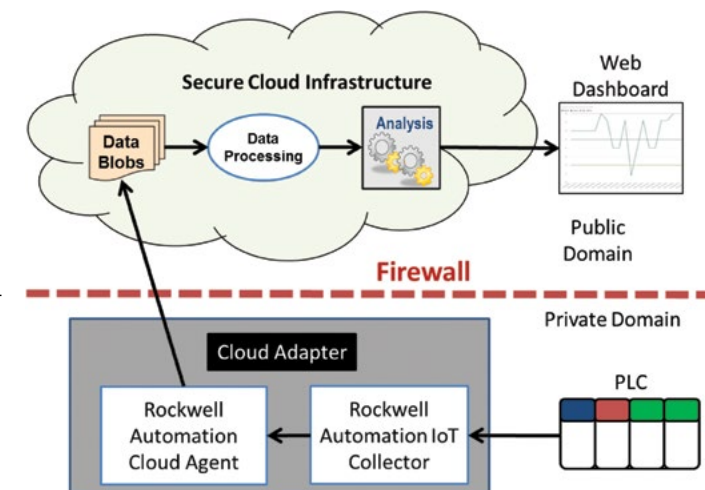 Secure Cloud Infrastructure
Web
Dashboard
Data
Blobs
Data
Processing
Analysis
Public
Domain
Firewall
Private Domain
Cloud Adapter
PLC
Rockwell
Automation
Cloud Agent
Rockwell
Automation IoT
Collector